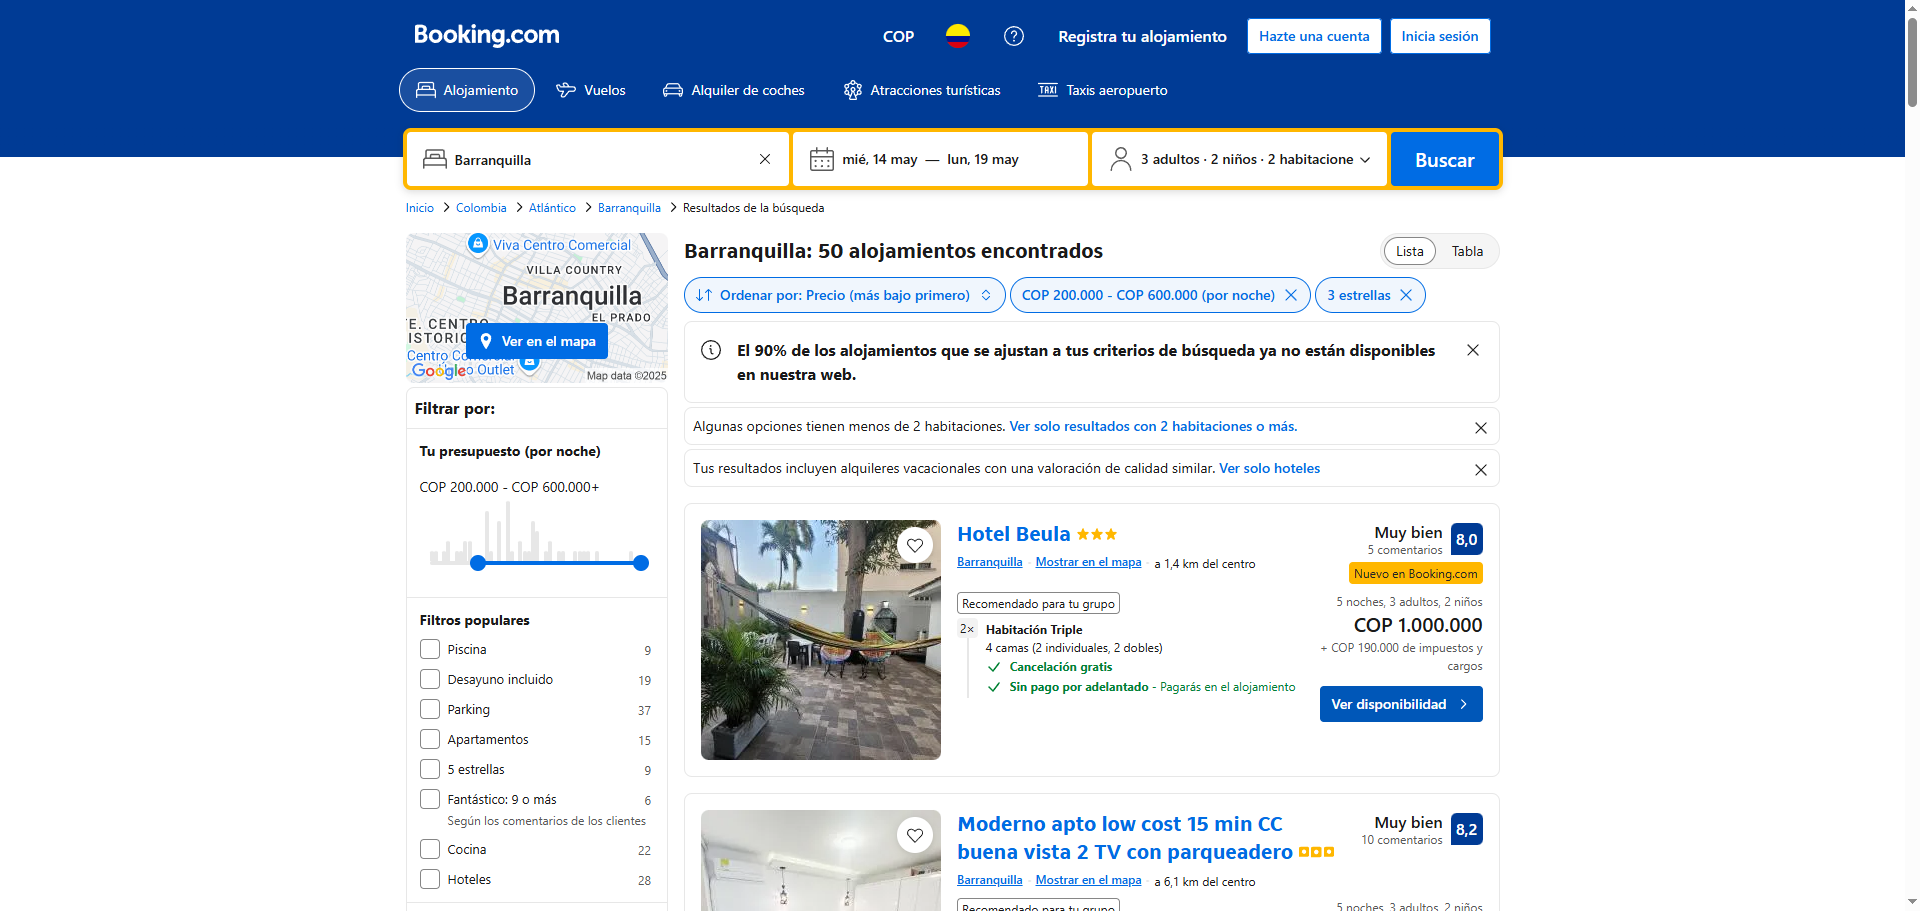 Booking.com
COP
Registra tu alojamiento
Hazte una cuenta
Inicia sesión
Alojamiento
Vuelos
Alquiler de coches
Atracciones turísticas
TAXI
Taxis aeropuerto
Barranquilla
mié, 14 may — lun, 19 may
3 adultos · 2 niños · 2 habitacione
Buscar
Inicio
Colombia
Atlántico
Barranquilla
Resultados de la búsqueda
Viva Centro Comercial
VILLA COUNTRY
Barranquilla
EL PRADO
E. CENTRO
ISTORIC
Ver en el mapa
Centro Co
Outlet
Google
Map data ©2025
Filtrar por:
Tu presupuesto (por noche)
COP 200.000 - COP 600.000+
Filtros populares
Piscina 9
Desayuno incluido 19
Parking 37
Apartamentos 15
5 estrellas 9
Fantástico: 9 o más 6
Según los comentarios de los clientes
Cocina 22
Hoteles 28
Barranquilla: 50 alojamientos encontrados
Lista
Tabla
Ordenar por: Precio (más bajo primero)
COP 200.000 - COP 600.000 (por noche)
3 estrellas
El 90% de los alojamientos que se ajustan a tus criterios de búsqueda ya no están disponibles
en nuestra web.
Algunas opciones tienen menos de 2 habitaciones. Ver solo resultados con 2 habitaciones o más.
Tus resultados incluyen alquileres vacacionales con una valoración de calidad similar. Ver solo hoteles
Hotel Beula
Barranquilla · Mostrar en el mapa · a 1,4 km del centro
Recomendado para tu grupo
2× Habitación Triple
4 camas (2 individuales, 2 dobles)
Cancelación gratis
Sin pago por adelantado - Pagarás en el alojamiento
Muy bien
5 comentarios
8,0
Nuevo en Booking.com
5 noches, 3 adultos, 2 niños
COP 1.000.000
+ COP 190.000 de impuestos y
cargos
Ver disponibilidad
Moderno apto low cost 15 min CC
buena vista 2 TV con parqueadero
Barranquilla · Mostrar en el mapa · a 6,1 km del centro
Recomendado para tu grupo
Muy bien
10 comentarios
8,2
5 noches, 3 adultos, 2 niños